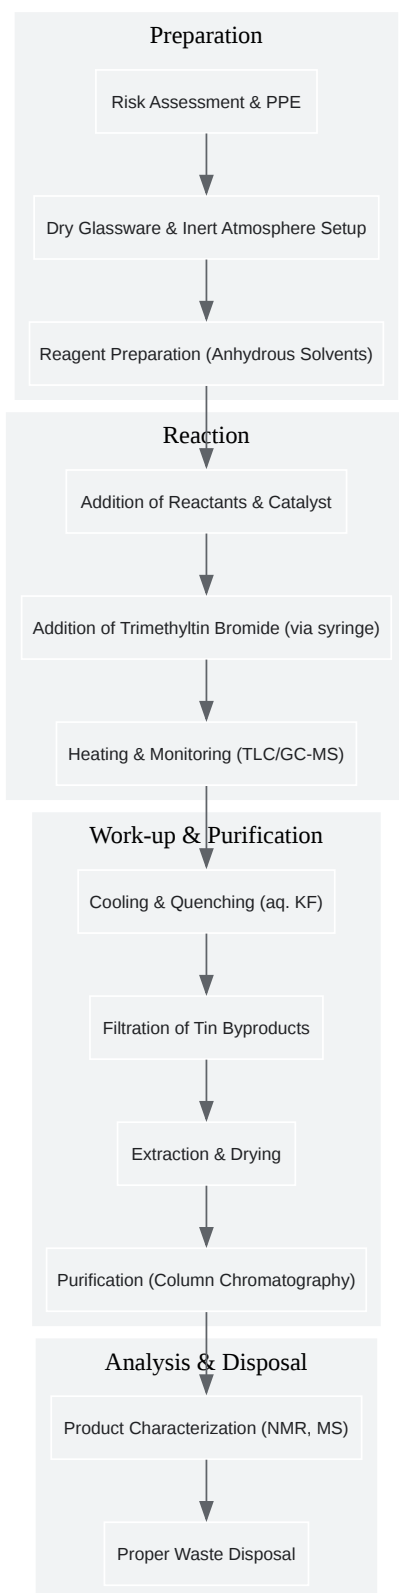 Preparation
Risk Assessment & PPE
Dry Glassware & Inert Atmosphere Setup
Reagent Preparation (Anhydrous Solvents)
Reaction
Addition of Reactants & Catalyst
Addition of Trimethyltin Bromide (via syringe)
Heating & Monitoring (TLC/GC-MS)
Work-up & Purification
Cooling & Quenching (aq. KF)
Filtration of Tin Byproducts
Extraction & Drying
Purification (Column Chromatography)
Analysis & Disposal
Product Characterization (NMR, MS)
Proper Waste Disposal